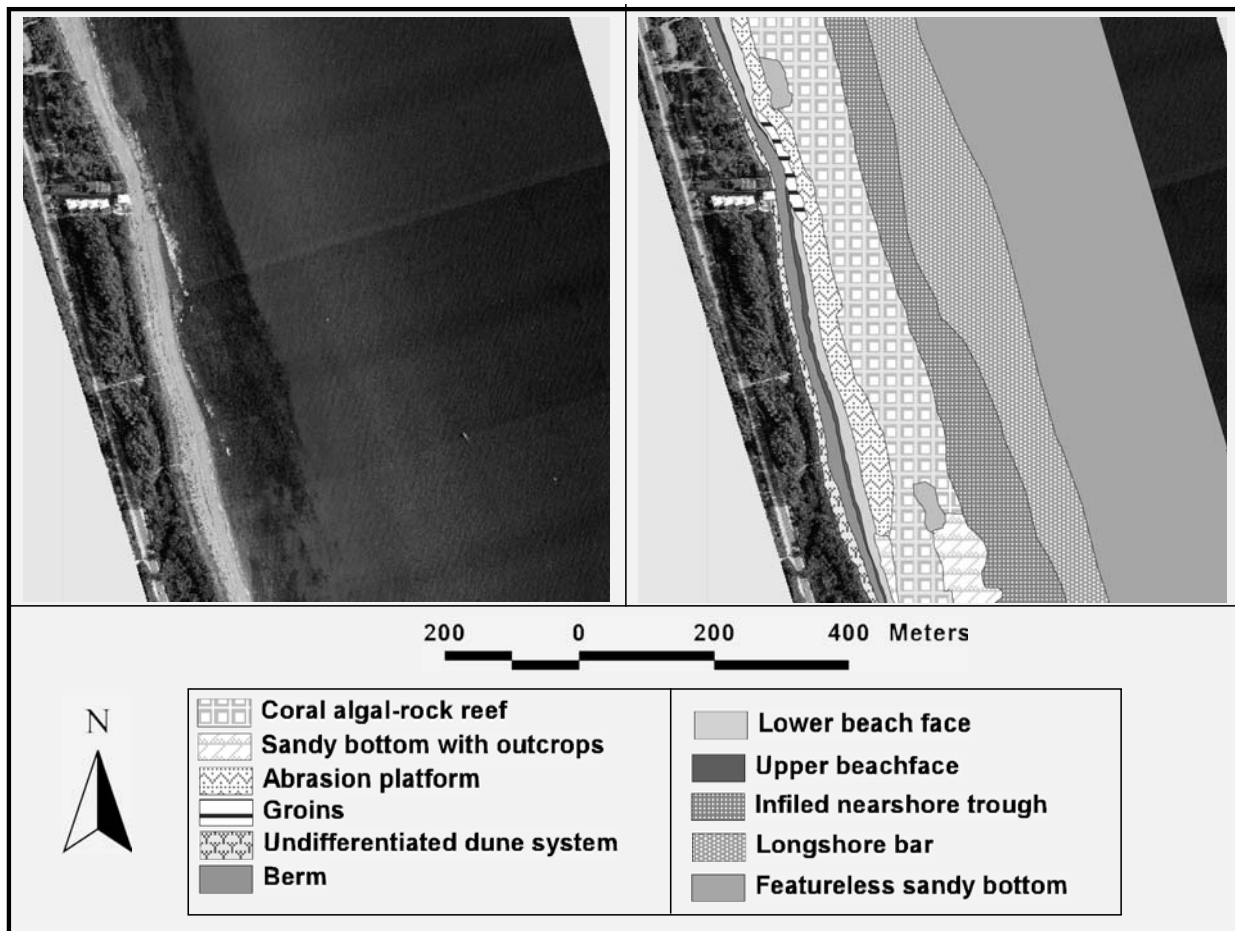 200 0 200 400 Meters
N
Coral algal-rock reef
Sandy bottom with outcrops
Abrasion platform
Groins
Undifferentiated dune system
Berm
Lower beach face
Upper beachface
Infiled nearshore trough
Longshore bar
Featureless sandy bottom